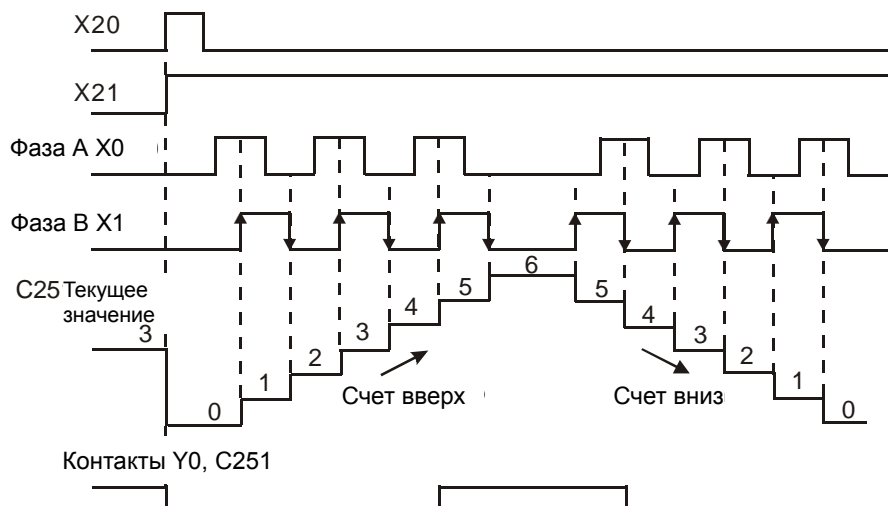 X20
X21
Фаза A X0
Фаза B X1
C25 Текущее
значение
3
0
1
2
3
4
5
6
5
4
3
2
1
0
Счет вверх
Счет вниз
Контакты Y0, C251